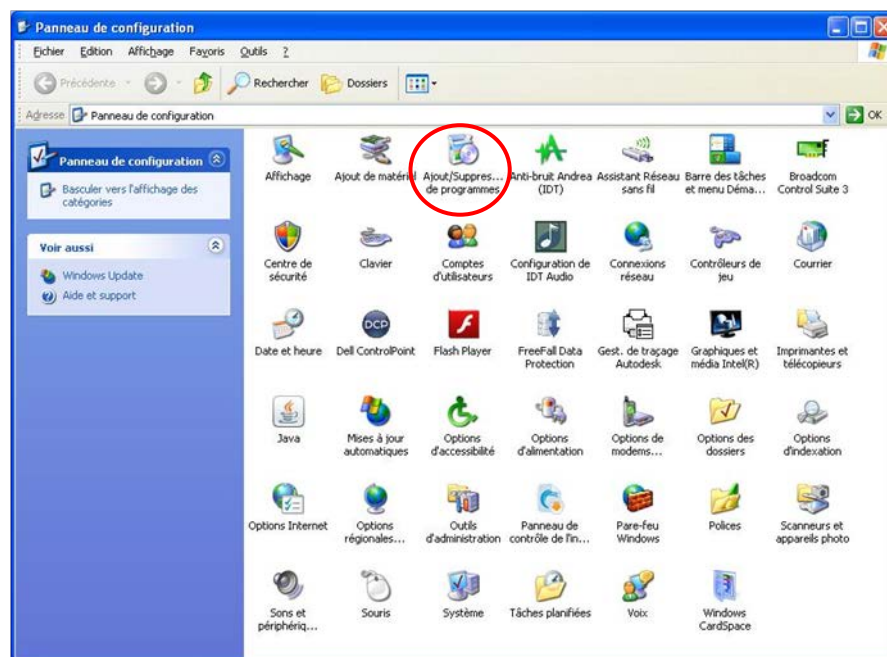 Panneau de configuration
Fichier Edition Affichage Favoris Outils ?
Précédente Rechercher Dossiers
Adresse Panneau de configuration OK
Panneau de configuration
Basculer vers l'affichage des
catégories
Voir aussi
Windows Update
Aide et support
Affichage
Ajout de matériel
Ajout/Suppres...
de programmes
Anti-bruit Andrea
(IDT)
Assistant Réseau
sans fil
Barre des tâches
et menu Déma...
Broadcom
Control Suite 3
Centre de
sécurité
Clavier
Comptes
d'utilisateurs
Configuration de
IDT Audio
Connexions
réseau
Contrôleurs de
jeu
Courrier
Date et heure
DCP
Dell ControlPoint
Flash Player
FreeFall Data
Protection
Gest. de traçage
Autodesk
Graphiques et
média Intel(R)
Imprimantes et
télécopieurs
Java
Mises à jour
automatiques
Options
d'accessibilité
Options
d'alimentation
Options de
modems...
Options des
dossiers
Options
d'indexation
Options Internet
Options
régionales...
Outils
d'administration
Panneau de
contrôle de l'in...
Pare-feu
Windows
Polices
Scanneurs et
appareils photo
Sons et
périphériq...
Souris
Système
Tâches planifiées
Voix
Windows
CardSpace